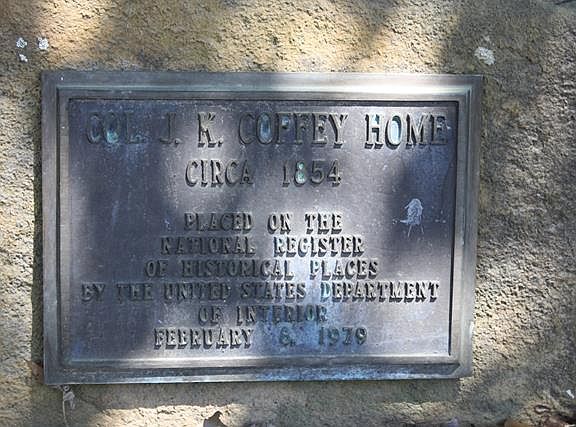 COL. J. K. COFFEY HOME
CIRCA 1854
PLACED ON THE
NATIONAL REGISTER
OF HISTORICAL PLACES
BY THE UNITED STATES DEPARTMENT
OF INTERIOR
FEBRUARY 8, 1979